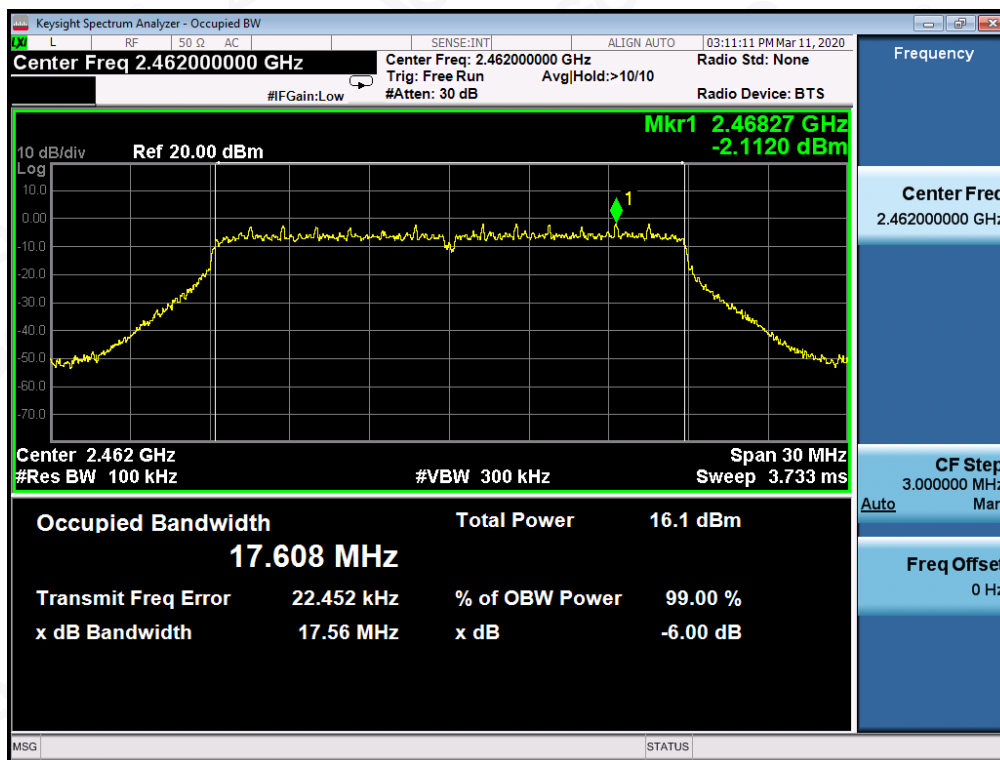 Keysight Spectrum Analyzer - Occupied BW
LXI L RF 50 Ω AC SENSE:INT ALIGN AUTO 03:11:11 PM Mar 11, 2020
Center Freq 2.462000000 GHz
#IFGain:Low
Center Freq: 2.462000000 GHz
Trig: Free Run Avg|Hold:>10/10
#Atten: 30 dB
Radio Std: None
Radio Device: BTS
Mkr1 2.46827 GHz
-2.1120 dBm
10 dB/div Ref 20.00 dBm
Log
10.0
0.00
-10.0
-20.0
-30.0
-40.0
-50.0
-60.0
-70.0
1
Center 2.462 GHz Span 30 MHz
#Res BW 100 kHz #VBW 300 kHz Sweep 3.733 ms
Occupied Bandwidth Total Power 16.1 dBm
17.608 MHz
Transmit Freq Error 22.452 kHz % of OBW Power 99.00 %
x dB Bandwidth 17.56 MHz x dB -6.00 dB
Frequency
Center Freq
2.462000000 GHz
CF Step
3.000000 MHz
Auto Man
Freq Offset
0 Hz
MSG STATUS